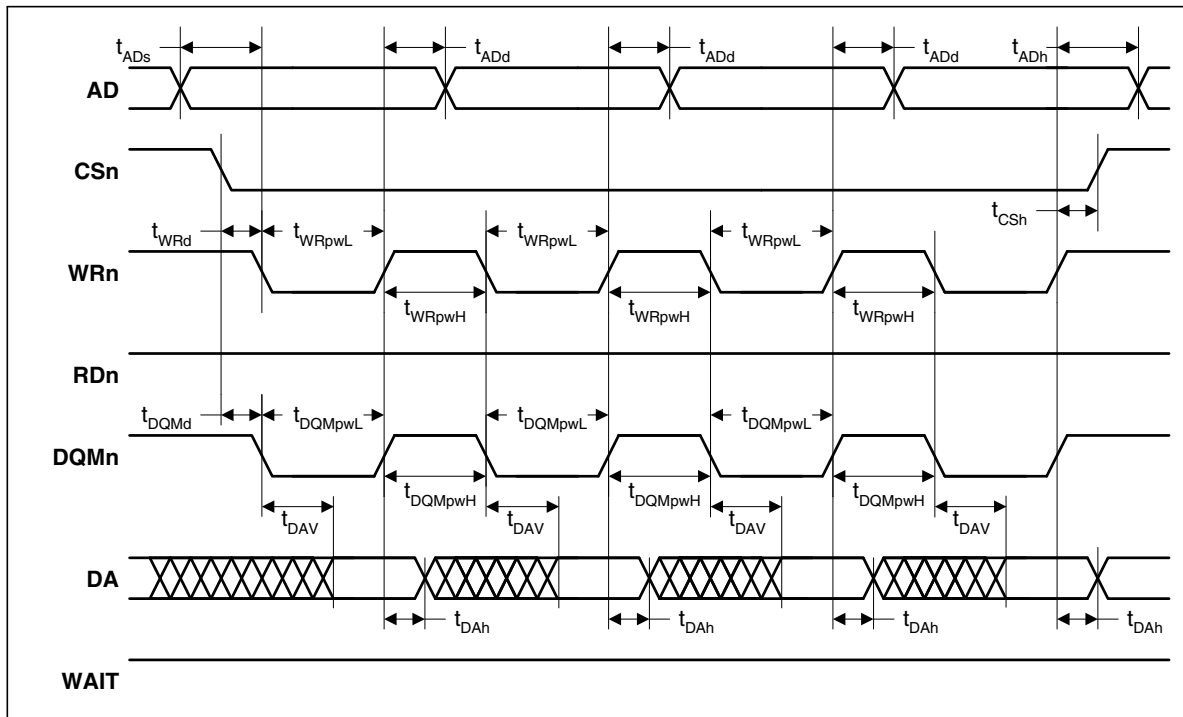 tADs tADd tADd tADd tADh
AD
CSn
tCSh
tWRd tWRpwL tWRpwL tWRpwL
WRn
tWRpwH tWRpwH tWRpwH
RDn
tDQMd tDQMpwL tDQMpwL tDQMpwL
DQMn
tDQMpwH tDQMpwH tDQMpwH
tDAV tDAV tDAV tDAV
DA
tDAh tDAh tDAh tDAh
WAIT